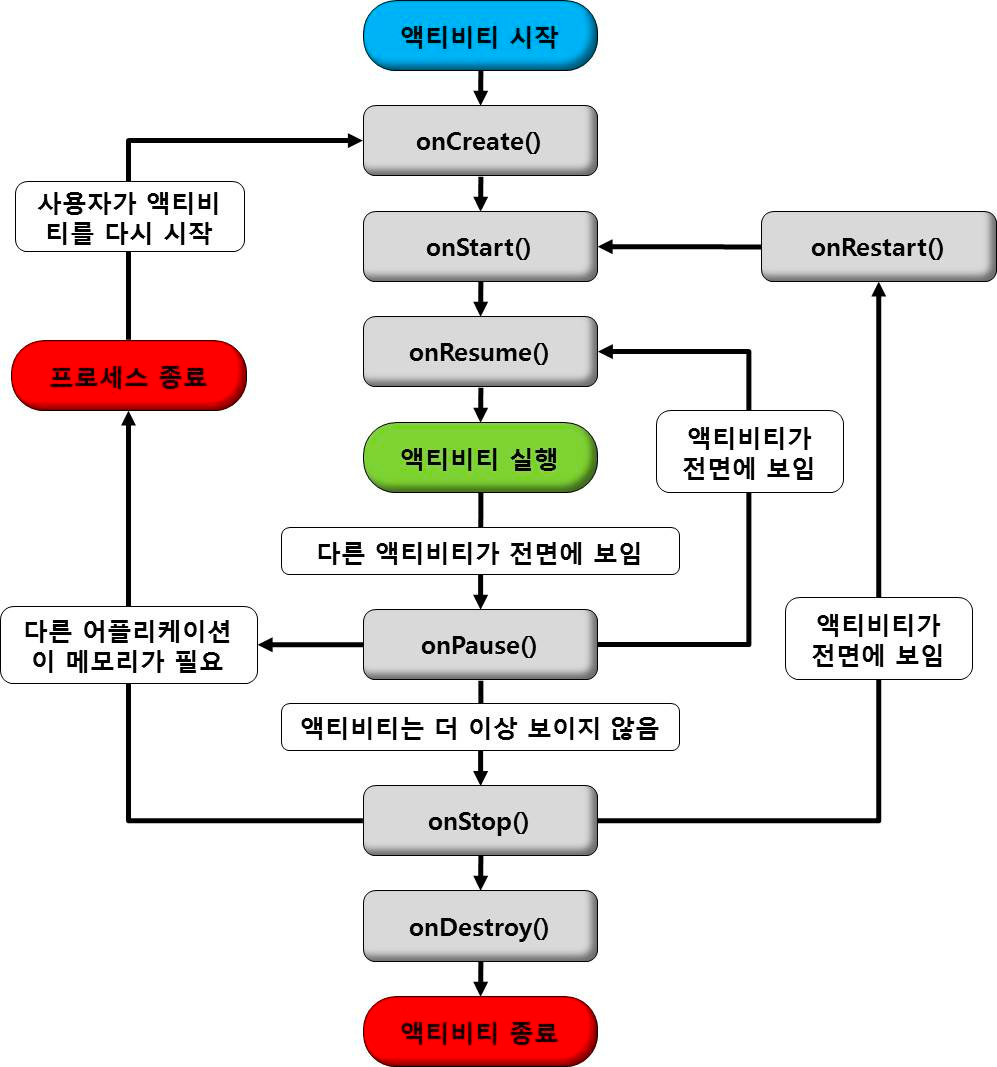 액티비티 시작
onCreate()
사용자가 액티비
티를 다시 시작
onStart()
onRestart()
onResume()
프로세스 종료
액티비티 실행
액티비티가
전면에 보임
다른 액티비티가 전면에 보임
다른 어플리케이션
이 메모리가 필요
onPause()
액티비티가
전면에 보임
액티비티는 더 이상 보이지 않음
onStop()
onDestroy()
액티비티 종료